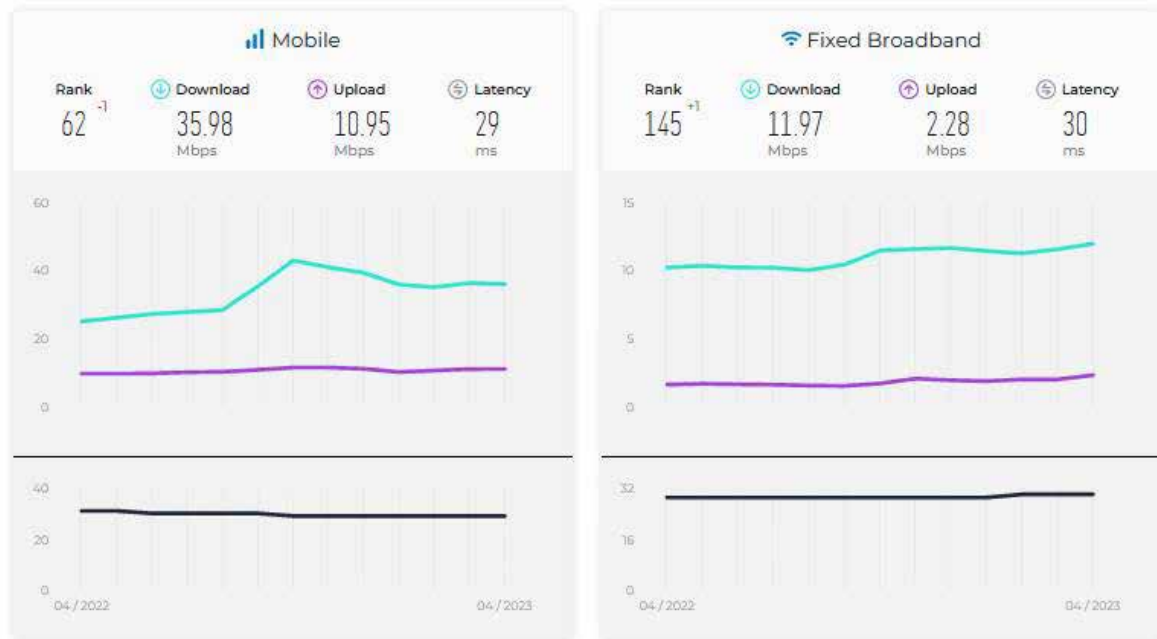 Mobile
Rank Download Upload Latency
62 -1 35.98 10.95 29
Mbps Mbps ms
60
40
20
0
40
20
0
04 / 2022 04 / 2023
Fixed Broadband
Rank Download Upload Latency
145 +1 11.97 2.28 30
Mbps Mbps ms
15
10
5
0
32
16
0
04 / 2022 04 / 2023